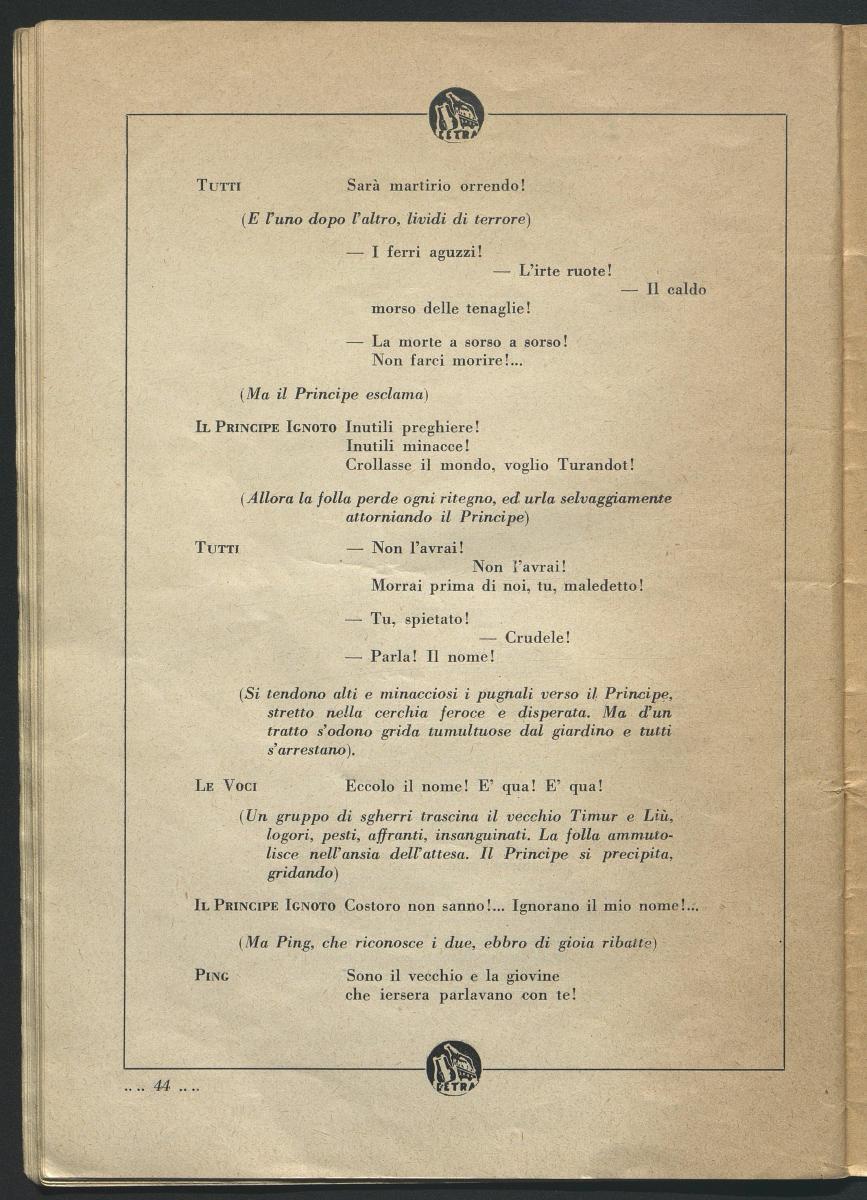 LETRA
TUTTI Sarà martirio orrendo!
(E l'uno dopo l'altro, lividi di terrore)
— I ferri aguzzi!
— L'irte ruote!
— Il caldo
morso delle tenaglie!
— La morte a sorso a sorso!
Non farci morire!...
(Ma il Principe esclama)
IL PRINCIPE IGNOTO Inutili preghiere!
Inutili minacce!
Crollasse il mondo, voglio Turandot!
(Allora la folla perde ogni ritegno, ed urla selvaggiamente
attorniando il Principe)
TUTTI — Non l'avrai!
Non l'avrai!
Morrai prima di noi, tu, maledetto!
— Tu, spietato!
— Crudele!
— Parla! Il nome!
(Si tendono alti e minacciosi i pugnali verso il Principe,
stretto nella cerchia feroce e disperata. Ma d'un
tratto s'odono grida tumultuose dal giardino e tutti
s'arrestano).
LE VOCI Eccolo il nome! E' qua! E' qua!
(Un gruppo di sgherri trascina il vecchio Timur e Liù,
logori, pesti, affranti, insanguinati. La folla ammuto-
lisce nell'ansia dell'attesa. Il Principe si precipita,
gridando)
IL PRINCIPE IGNOTO Costoro non sanno!... Ignorano il mio nome!...
(Ma Ping, che riconosce i due, ebbro di gioia ribatte)
PING Sono il vecchio e la giovine
che iersera parlavano con te!
LETRA
.. .. 44 .. ..